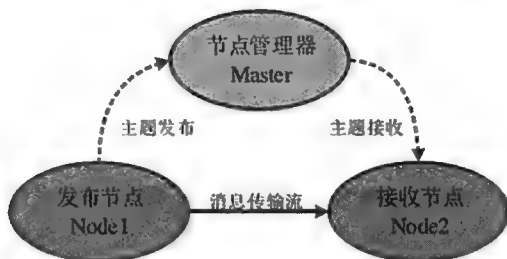 节点管理器
Master
主题发布
主题接收
发布节点
Node1
消息传输流
接收节点
Node2